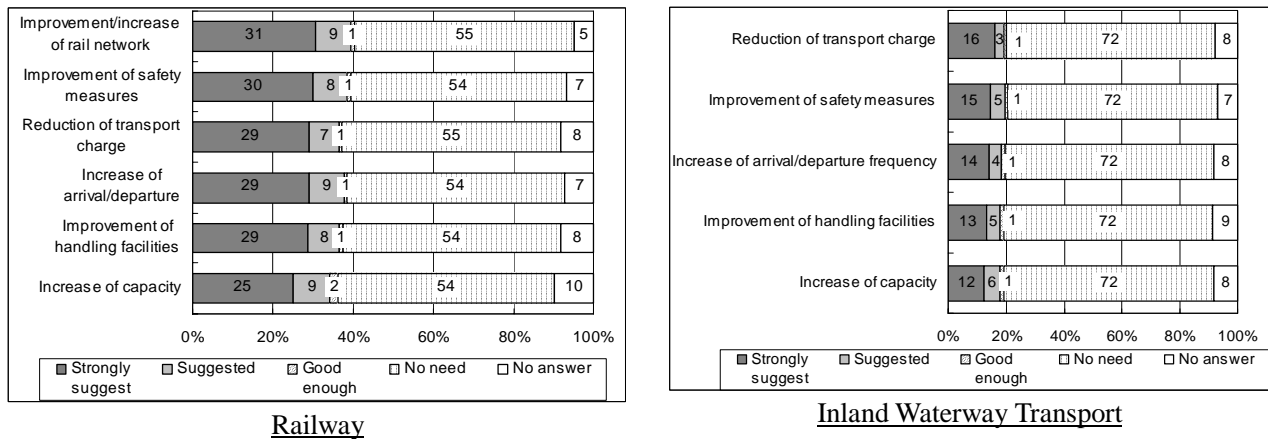 Improvement/increase
of rail network
31 9 1 55 5
Improvement of safety
measures
30 8 1 54 7
Reduction of transport
charge
29 7 1 55 8
Increase of
arrival/departure
29 9 1 54 7
Improvement of
handling facilities
29 8 1 54 8
Increase of capacity
25 9 2 54 10
0% 20% 40% 60% 80% 100%
Strongly
suggest
Suggested
Good
enough
No need
No answer
Railway
Reduction of transport charge
16 3 1 72 8
Improvement of safety measures
15 5 1 72 7
Increase of arrival/departure frequency
14 4 1 72 8
Improvement of handling facilities
13 5 1 72 9
Increase of capacity
12 6 1 72 8
0% 20% 40% 60% 80% 100%
Strongly
suggest
Suggested
Good
enough
No need
No answer
Inland Waterway Transport